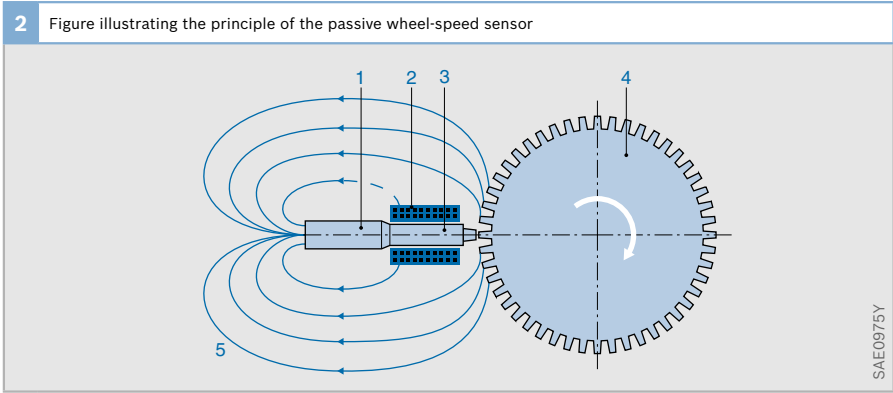 2 Figure illustrating the principle of the passive wheel-speed sensor
1 2 3 4
5
SAE0975Y